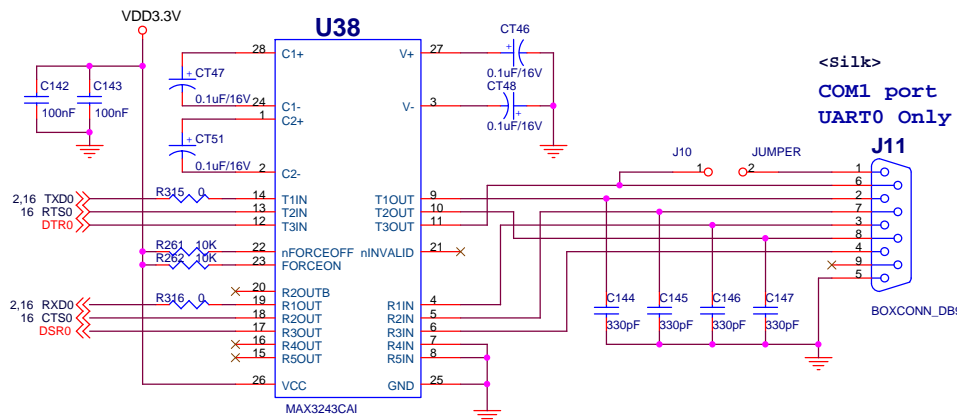 VDD3.3V
U38
28 C1+
V+ 27
CT46
0.1uF/16V
CT47
0.1uF/16V
C142
100nF
C143
100nF
24 C1-
1 C2+
V- 3
CT48
0.1uF/16V
CT51
0.1uF/16V
2 C2-
<Silk>
COM1 port
UART0 Only
J11
J10
1 2 JUMPER
2,16 TXD0 R315 0 14 T1IN
16 RTS0 13 T2IN
DTR0 12 T3IN
T1OUT 9
T2OUT 10
T3OUT 11
R261 10K 22 nFORCEOFF
R262 10K 23 FORCEON
nINVALID 21
20 R2OUTB
2,16 RXD0 R316 0 19 R1OUT
16 CTS0 18 R2OUT
DSR0 17 R3OUT
16 R4OUT
15 R5OUT
R1IN 4
R2IN 5
R3IN 6
R4IN 7
R5IN 8
26 VCC
GND 25
MAX3243CAI
C144
330pF
C145
330pF
C146
330pF
C147
330pF
1
6
2
7
3
8
4
9
5
BOXCONN_DB9